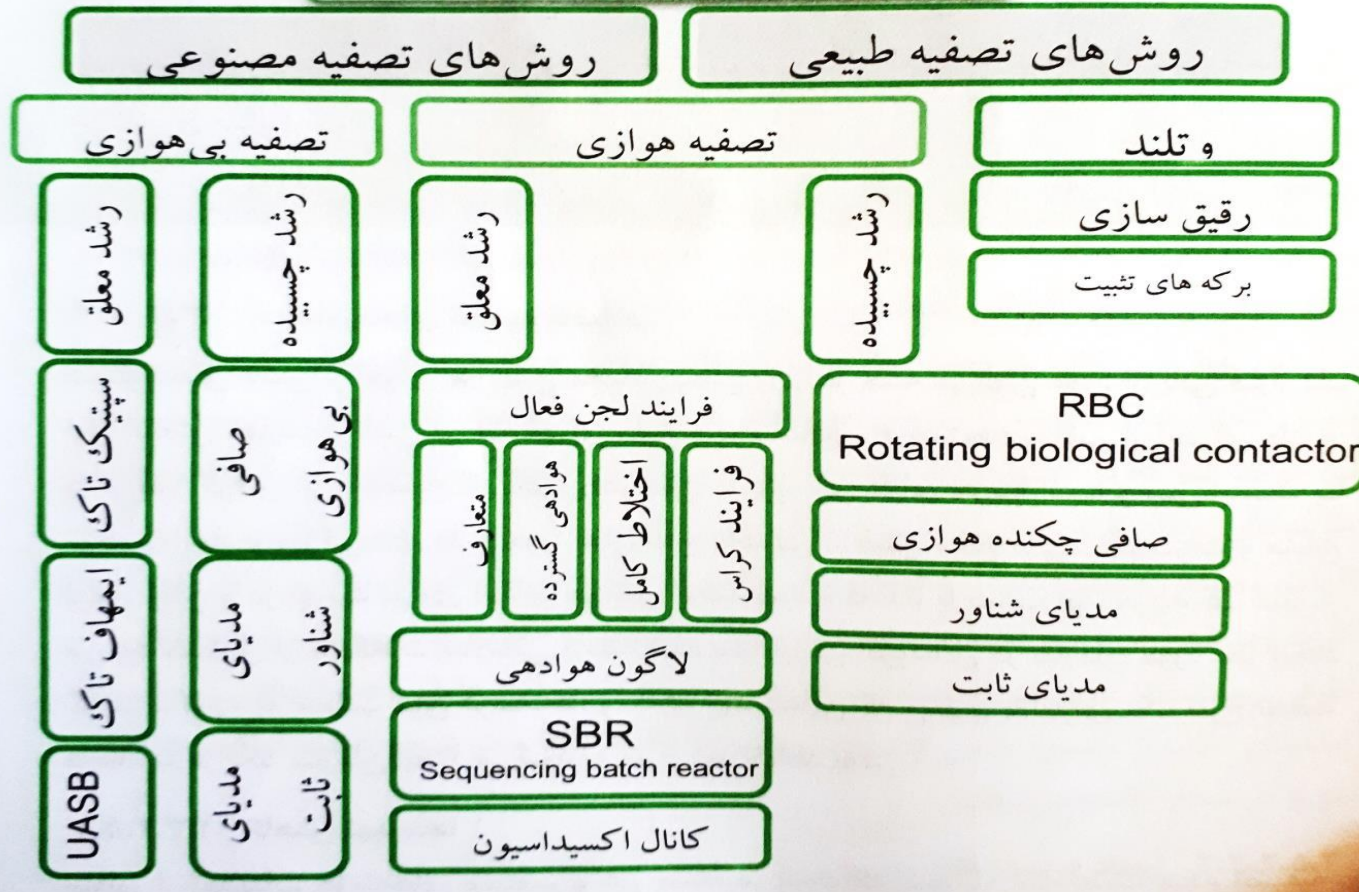 روش‌های تصفیه طبیعی
روش‌های تصفیه مصنوعی
و تلند
رقیق سازی
برکه های تثبیت
تصفیه هوازی
رشد چسبیده
RBC
Rotating biological contactor
صافی چکنده هوازی
مدیای شناور
مدیای ثابت
رشد معلق
فرایند لجن فعال
فرایند کراس
اختلاط کامل
هوادهی گسترده
متعارف
لاگون هوادهی
SBR
Sequencing batch reactor
کانال اکسیداسیون
تصفیه بی‌هوازی
رشد چسبیده
صافی
بی‌هوازی
مدیای
شناور
مدیای
ثابت
رشد معلق
سپتیک تاک
ایمهاف تاک
UASB